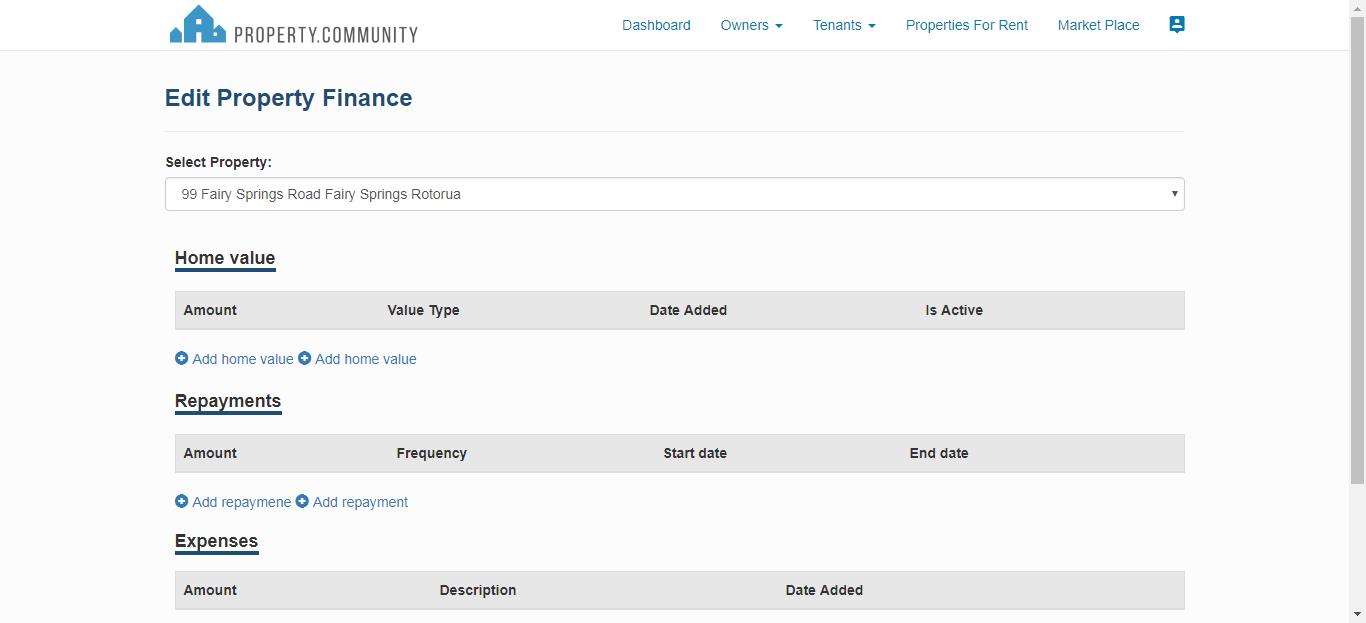 PROPERTY.COMMUNITY Dashboard Owners Tenants Properties For Rent Market Place
Edit Property Finance
Select Property:
99 Fairy Springs Road Fairy Springs Rotorua
Home value
Amount Value Type Date Added Is Active
Add home value Add home value
Repayments
Amount Frequency Start date End date
Add repaymene Add repayment
Expenses
Amount Description Date Added